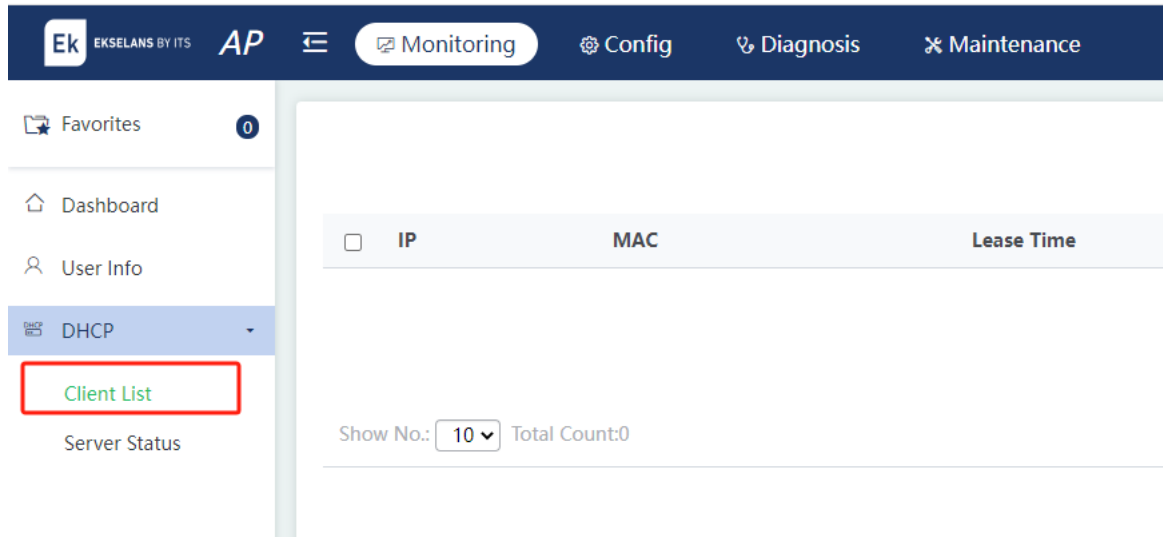 Ek EKSELANS BY ITS AP Monitoring Config Diagnosis Maintenance
Favorites 0
Dashboard
User Info
DHCP DHCP
Client List
Server Status
IP MAC Lease Time
Show No.: 10 Total Count:0